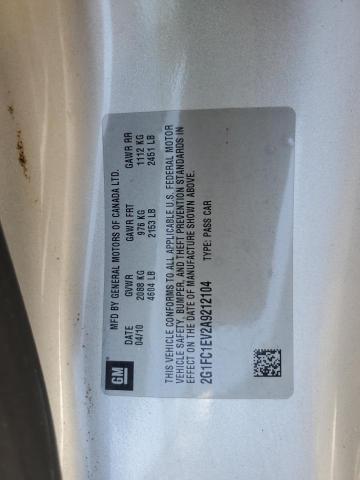 GM
MFD BY GENERAL MOTORS OF CANADA LTD.
DATE GVWR GAWR FRT GAWR RR
04/10 2088 KG 976 KG 1112 KG
4604 LB 2153 LB 2451 LB
THIS VEHICLE CONFORMS TO ALL APPLICABLE U.S. FEDERAL MOTOR
VEHICLE SAFETY, BUMPER, AND THEFT PREVENTION STANDARDS IN
EFFECT ON THE DATE OF MANUFACTURE SHOWN ABOVE.
2G1FC1EV2A9212104 TYPE: PASS CAR